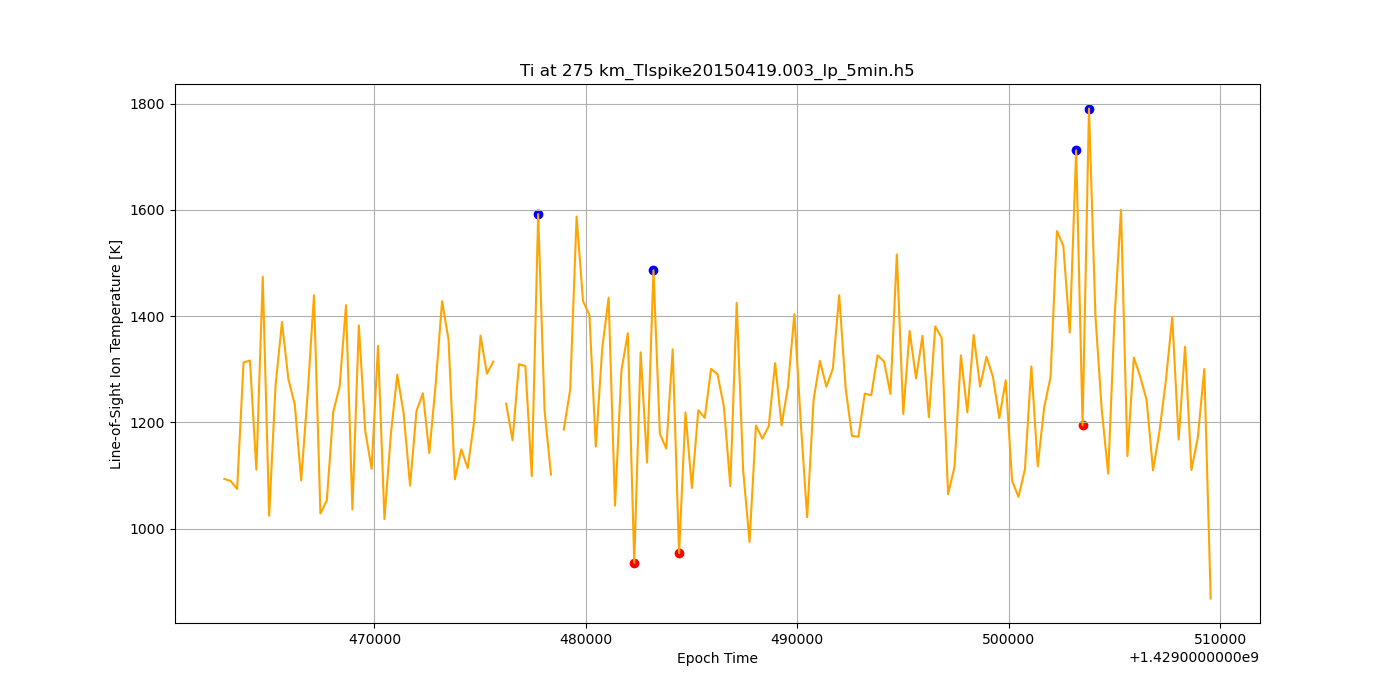 Ti at 275 km_TIspike20150419.003_lp_5min.h5
Line-of-Sight Ion Temperature [K]
1800
1600
1400
1200
1000
470000 480000 490000 500000 510000
Epoch Time
+1.4290000000e9